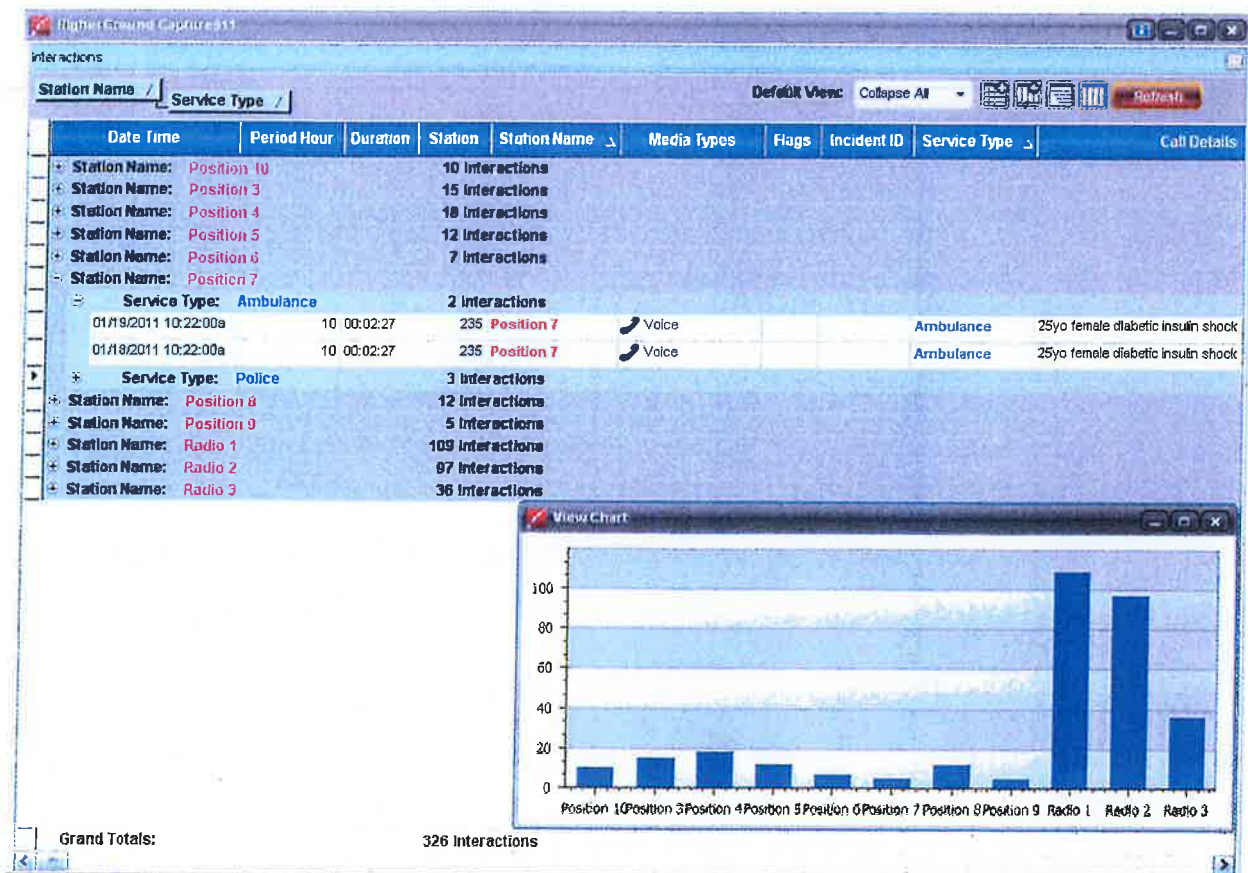 HigherGround Capture911
Interactions
Station Name / Service Type / Default View: Collapse All Refresh
Date Time Period Hour Duration Station Station Name Media Types Flags Incident ID Service Type Call Details
Station Name: Position 10 10 Interactions
Station Name: Position 3 15 Interactions
Station Name: Position 4 18 Interactions
Station Name: Position 5 12 Interactions
Station Name: Position 6 7 Interactions
Station Name: Position 7
Service Type: Ambulance 2 Interactions
01/19/2011 10:22:00a 10 00:02:27 235 Position 7 Voice Ambulance 25yo female diabetic insulin shock
01/18/2011 10:22:00a 10 00:02:27 235 Position 7 Voice Ambulance 25yo female diabetic insulin shock
Service Type: Police 3 Interactions
Station Name: Position 8 12 Interactions
Station Name: Position 9 5 Interactions
Station Name: Radio 1 109 Interactions
Station Name: Radio 2 97 Interactions
Station Name: Radio 3 36 Interactions
View Chart
100
80
60
40
20
0
Position 10 Position 3 Position 4 Position 5 Position 6 Position 7 Position 8 Position 9 Radio 1 Radio 2 Radio 3
Grand Totals: 326 Interactions